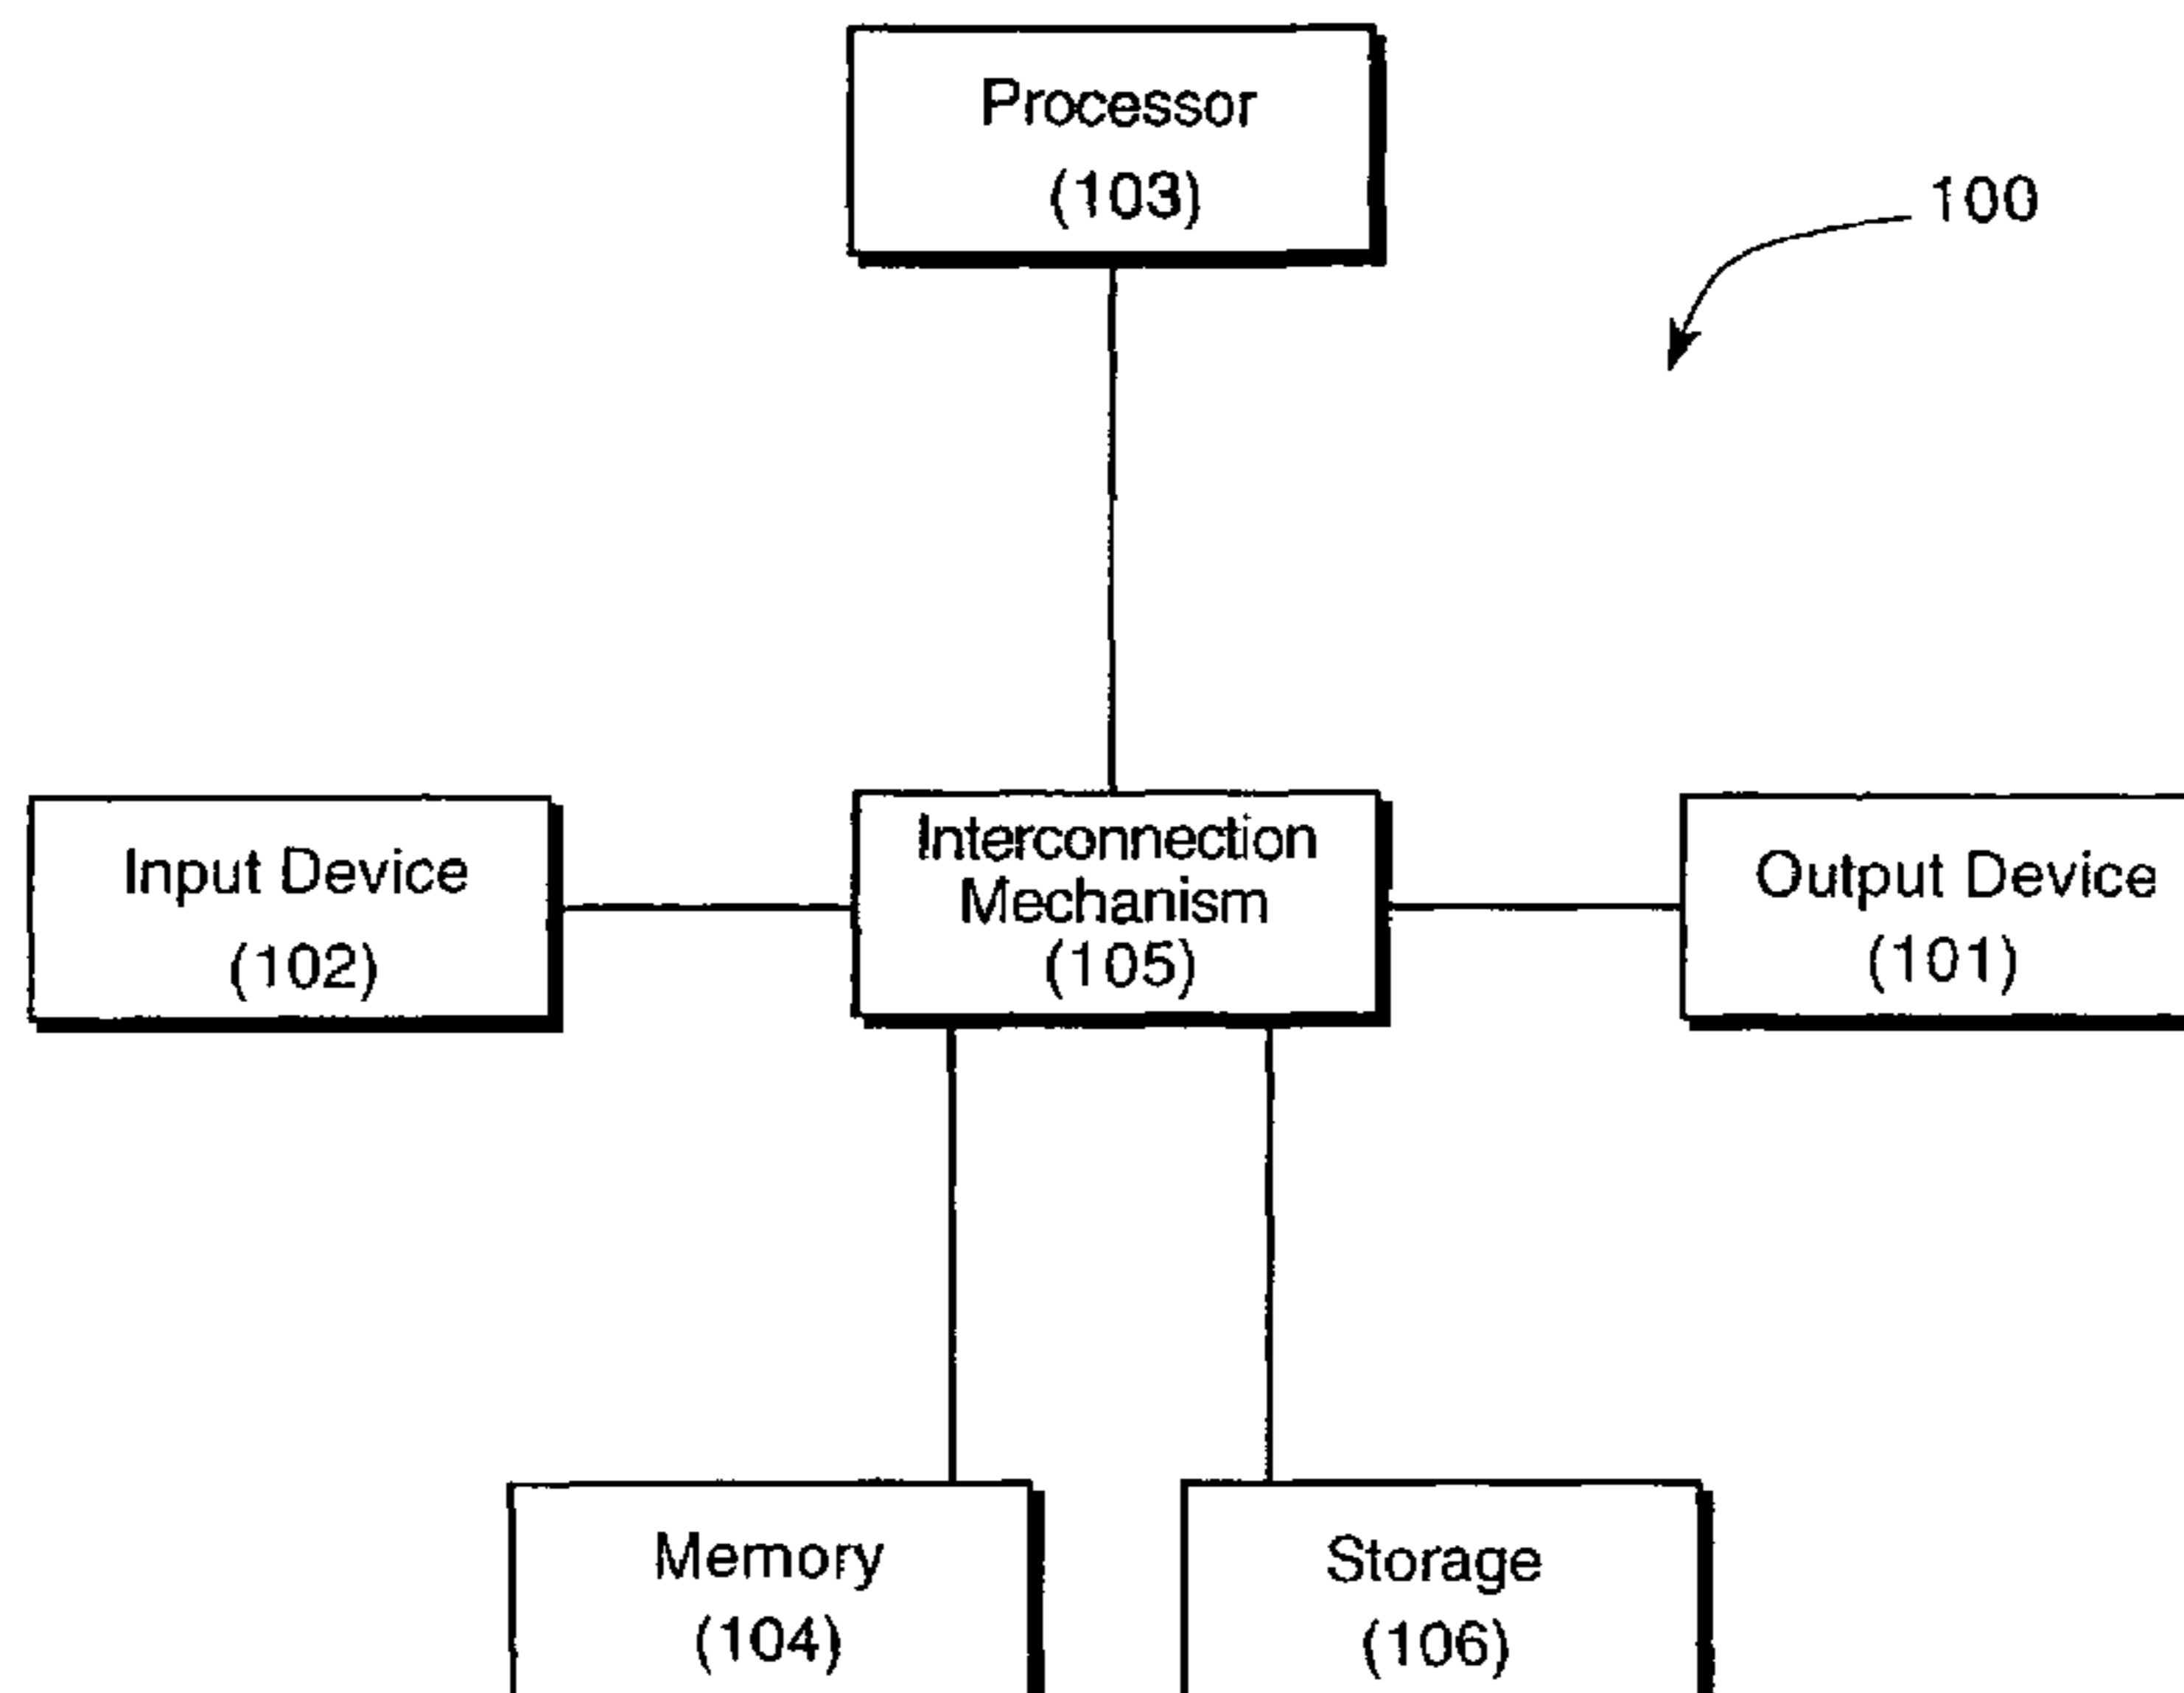 Processor
(103)
100
Input Device
(102)
Interconnection
Mechanism
(105)
Output Device
(101)
Memory
(104)
Storage
(106)